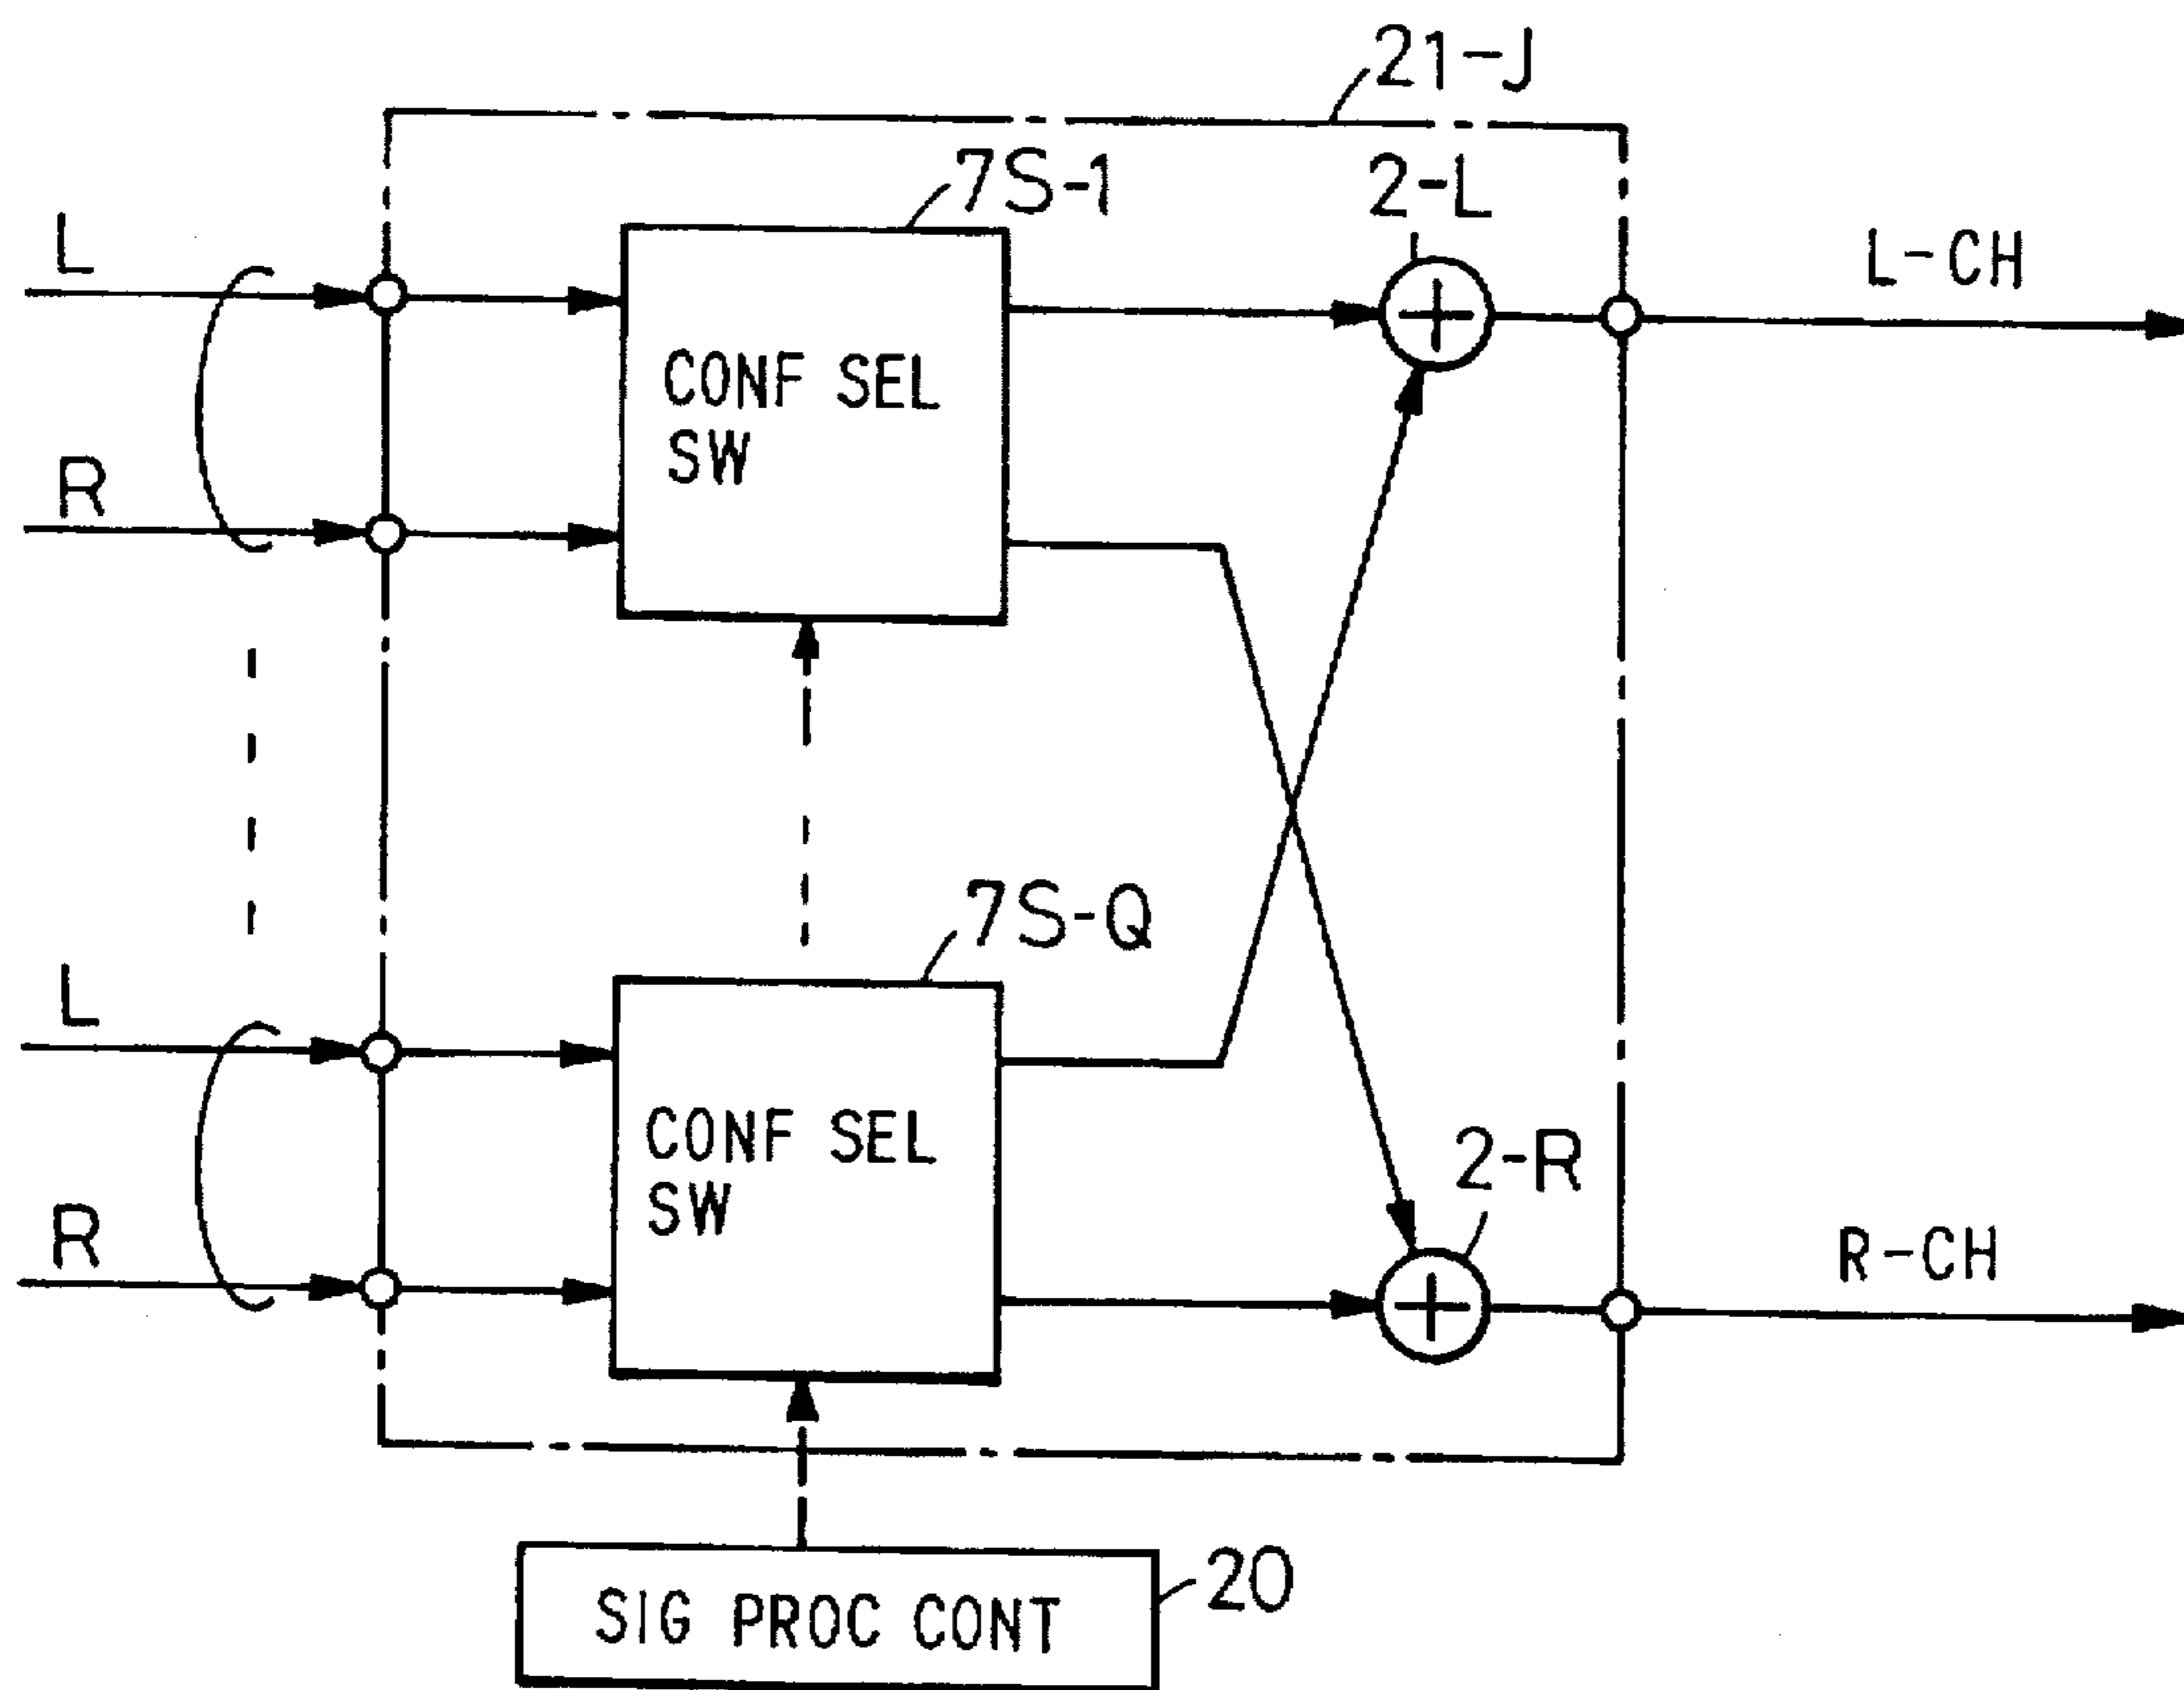 21-J
7S-1
2-L
L
L-CH
CONF SEL
SW
R
7S-Q
L
CONF SEL
SW
2-R
R
R-CH
SIG PROC CONT
20